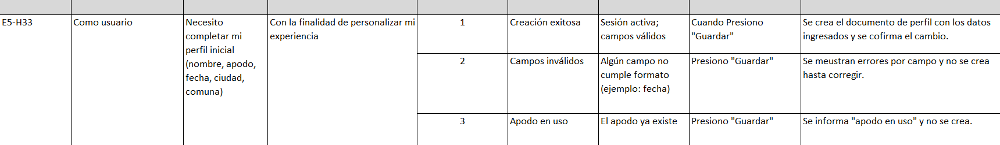 E5-H33
Como usuario
Necesito
completar mi
perfil inicial
(nombre, apodo,
fecha, ciudad,
comuna)
Con la finalidad de personalizar mi
experiencia
1
Creación exitosa
Sesión activa;
campos válidos
Cuando Presiono
"Guardar"
Se crea el documento de perfil con los datos
ingresados y se cofirma el cambio.
2
Campos inválidos
Algún campo no
cumple formato
(ejemplo: fecha)
Presiono "Guardar"
Se meustran errores por campo y no se crea
hasta corregir.
3
Apodo en uso
El apodo ya existe
Presiono "Guardar"
Se informa "apodo en uso" y no se crea.